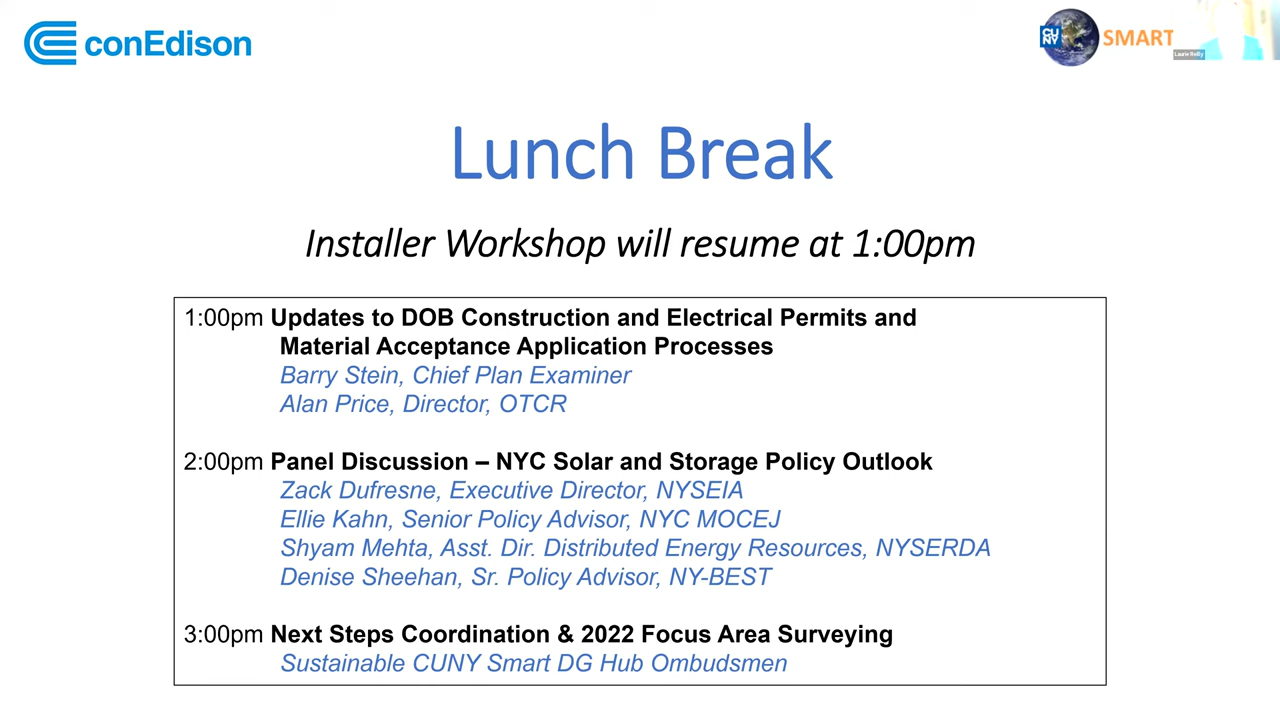 conEdison
CU
NY
SMART
Laurie Reilly
Lunch Break
Installer Workshop will resume at 1:00pm
1:00pm Updates to DOB Construction and Electrical Permits and
Material Acceptance Application Processes
Barry Stein, Chief Plan Examiner
Alan Price, Director, OTCR
2:00pm Panel Discussion – NYC Solar and Storage Policy Outlook
Zack Dufresne, Executive Director, NYSEIA
Ellie Kahn, Senior Policy Advisor, NYC MOCEJ
Shyam Mehta, Asst. Dir. Distributed Energy Resources, NYSERDA
Denise Sheehan, Sr. Policy Advisor, NY-BEST
3:00pm Next Steps Coordination & 2022 Focus Area Surveying
Sustainable CUNY Smart DG Hub Ombudsmen